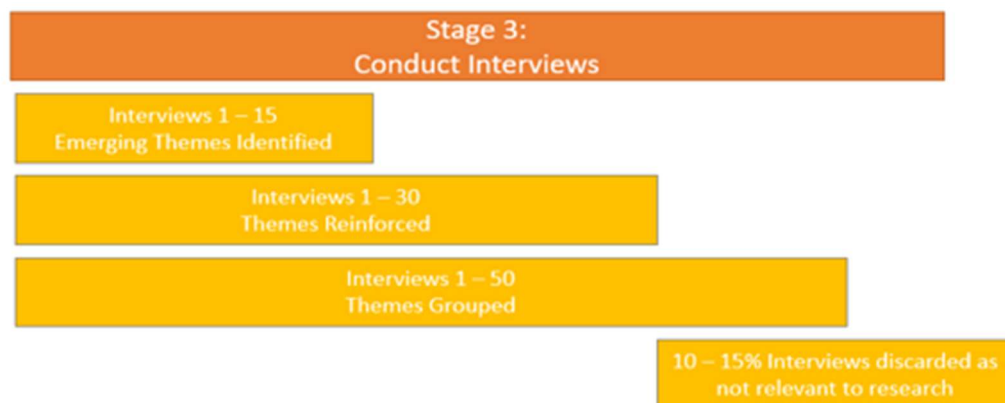 Stage 3:
Conduct Interviews
Interviews 1 – 15
Emerging Themes Identified
Interviews 1 – 30
Themes Reinforced
Interviews 1 – 50
Themes Grouped
10 – 15% Interviews discarded as
not relevant to research